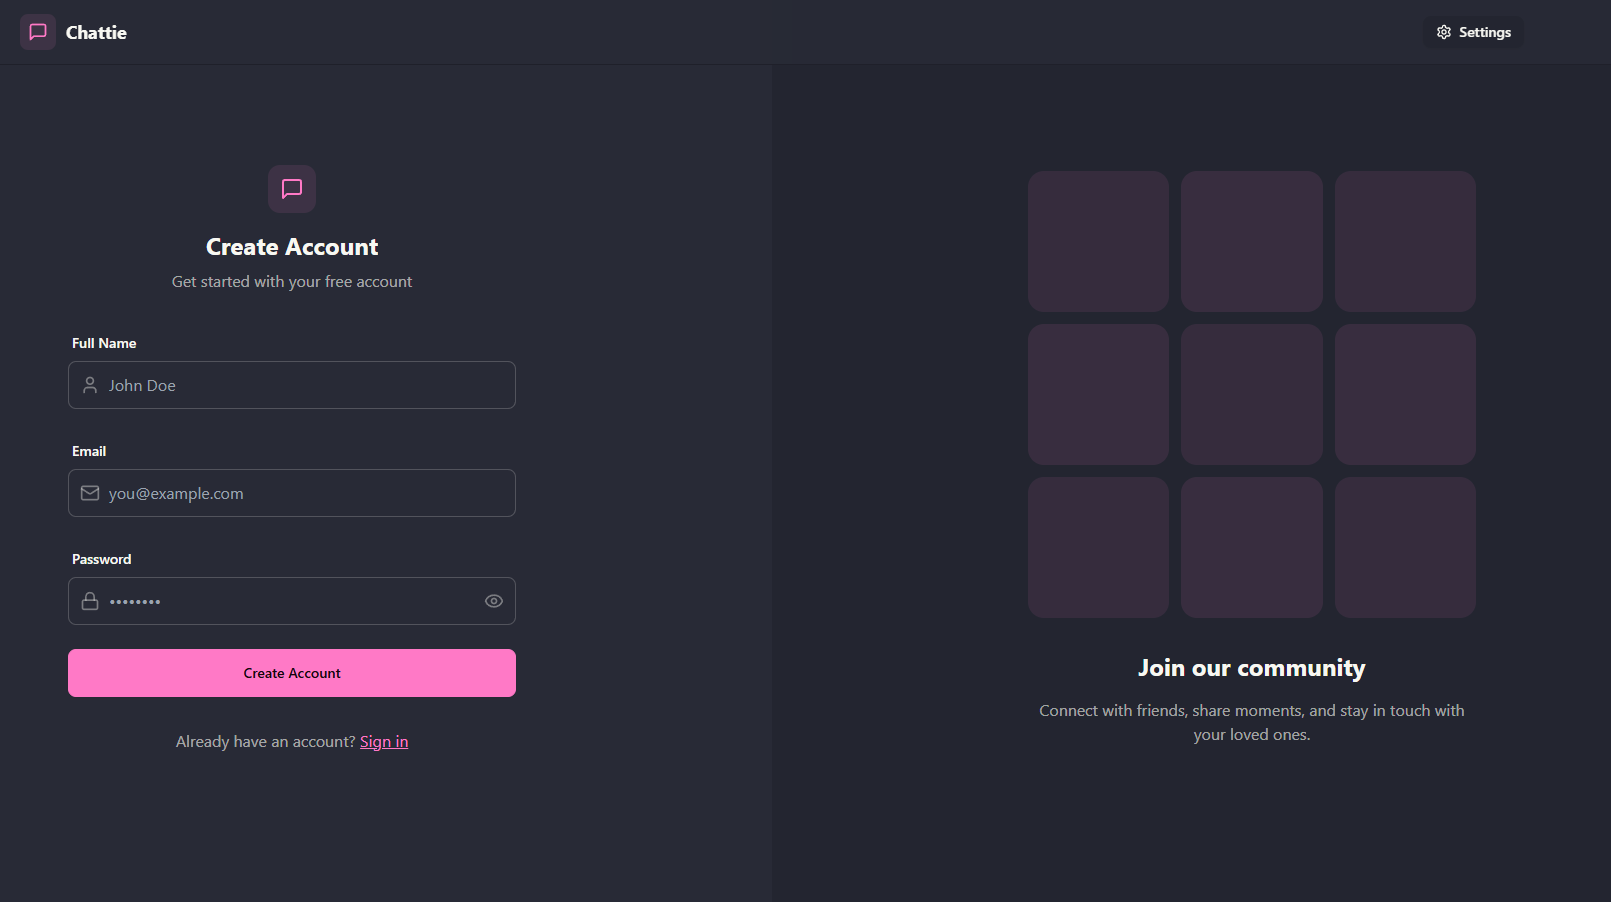 Chattie
Settings
Create Account
Get started with your free account
Full Name
John Doe
Email
you@example.com
Password
••••••••
Create Account
Already have an account? Sign in
Join our community
Connect with friends, share moments, and stay in touch with
your loved ones.